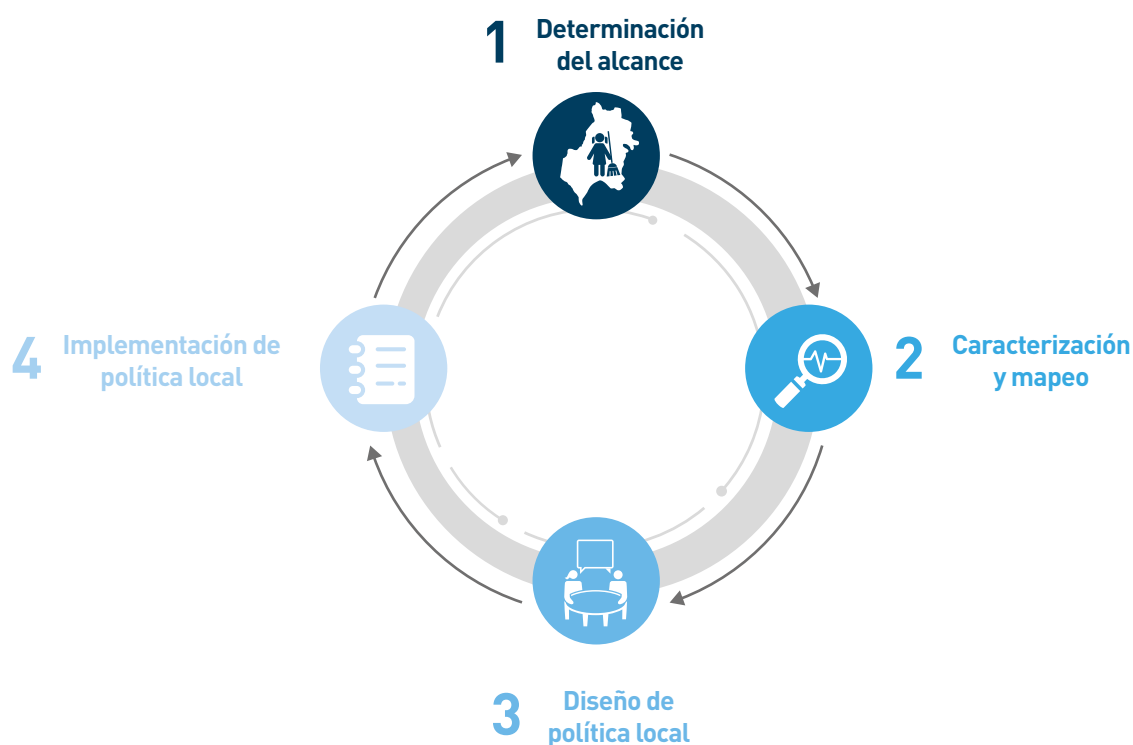 1
Determinación
del alcance
2
Caracterización
y mapeo
3
Diseño de
política local
4
Implementación de
política local